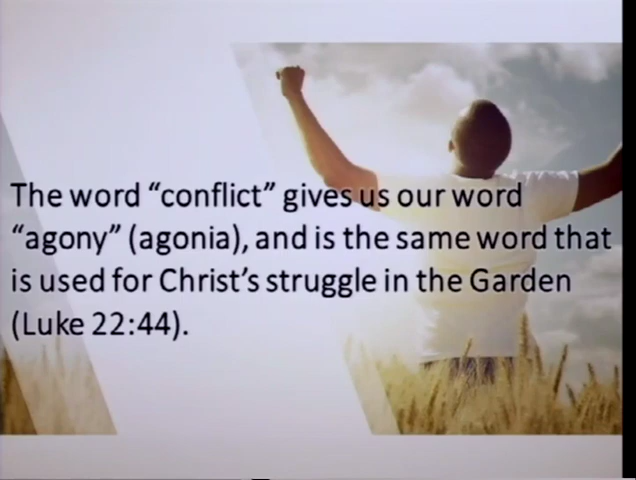 The word “conflict” gives us our word
“agony” (agonia), and is the same word that
is used for Christ’s struggle in the Garden
(Luke 22:44).